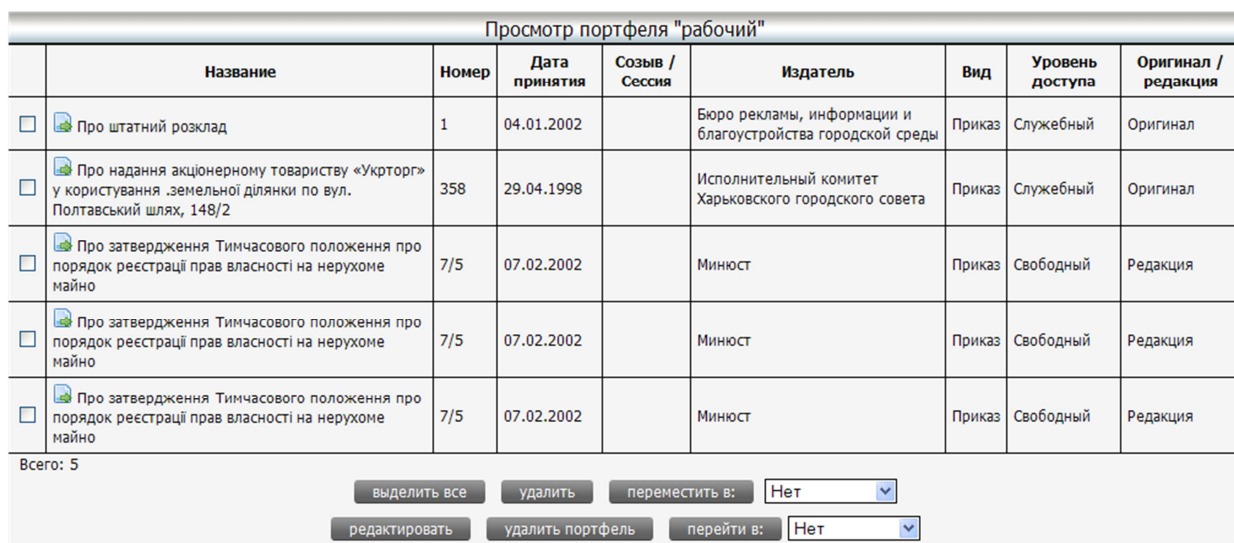 Просмотр портфеля "рабочий"
Название Номер Дата принятия Созыв / Сессия Издатель Вид Уровень доступа Оригинал / редакция
Про штатний розклад 1 04.01.2002 Бюро рекламы, информации и благоустройства городской среды Приказ Служебный Оригинал
Про надання акціонерному товариству «Укрторг» у користування .земельної ділянки по вул. Полтавський шлях, 148/2 358 29.04.1998 Исполнительный комитет Харьковского городского совета Приказ Служебный Оригинал
Про затвердження Тимчасового положення про порядок реєстрації прав власності на нерухоме майно 7/5 07.02.2002 Минюст Приказ Свободный Редакция
Про затвердження Тимчасового положення про порядок реєстрації прав власності на нерухоме майно 7/5 07.02.2002 Минюст Приказ Свободный Редакция
Про затвердження Тимчасового положення про порядок реєстрації прав власності на нерухоме майно 7/5 07.02.2002 Минюст Приказ Свободный Редакция
Всего: 5
выделить все удалить переместить в: Нет
редактировать удалить портфель перейти в: Нет